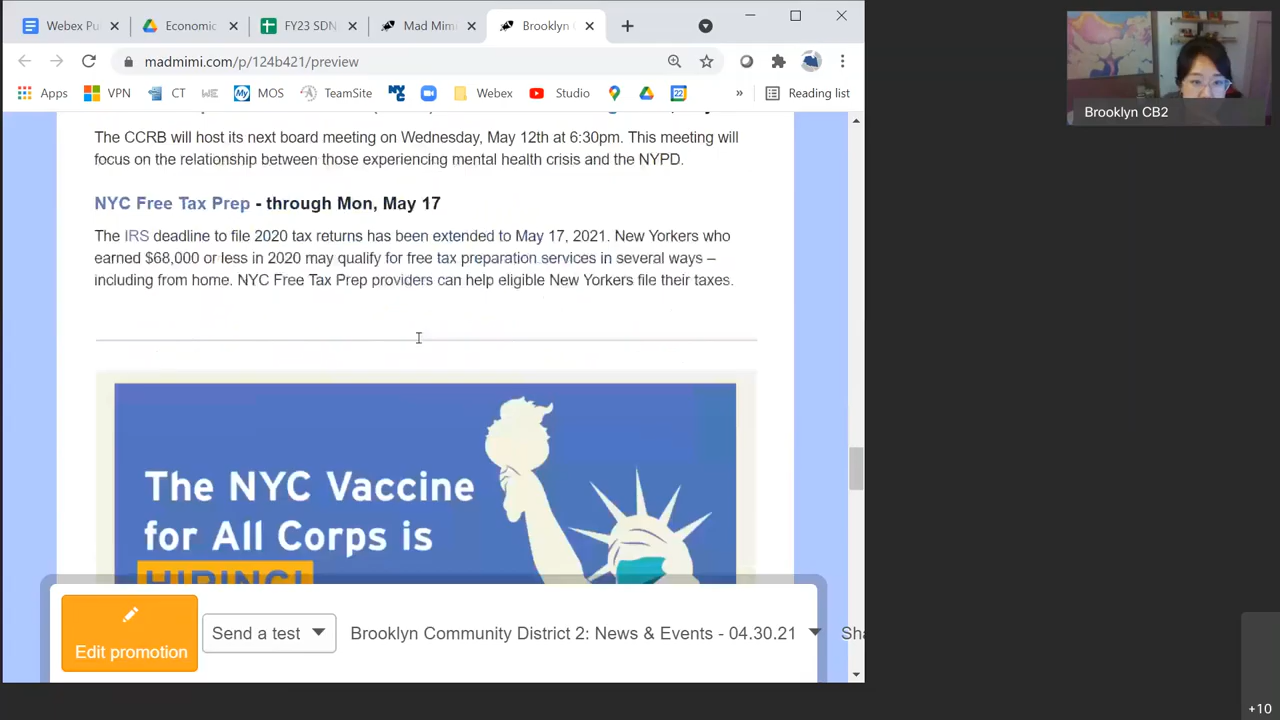 Webex Pu
Economic
FY23 SDN
Mad Mimi
Brooklyn
madmimi.com/p/124b421/preview
Apps
VPN
CT
WE
My
MOS
TeamSite
NYC
Webex
Studio
22
»
Reading list
The CCRB will host its next board meeting on Wednesday, May 12th at 6:30pm. This meeting will
focus on the relationship between those experiencing mental health crisis and the NYPD.
NYC Free Tax Prep - through Mon, May 17
The IRS deadline to file 2020 tax returns has been extended to May 17, 2021. New Yorkers who
earned $68,000 or less in 2020 may qualify for free tax preparation services in several ways –
including from home. NYC Free Tax Prep providers can help eligible New Yorkers file their taxes.
The NYC Vaccine
for All Corps is
HIRING!
Edit promotion
Send a test
Brooklyn Community District 2: News & Events - 04.30.21
Sha
Brooklyn CB2
+10